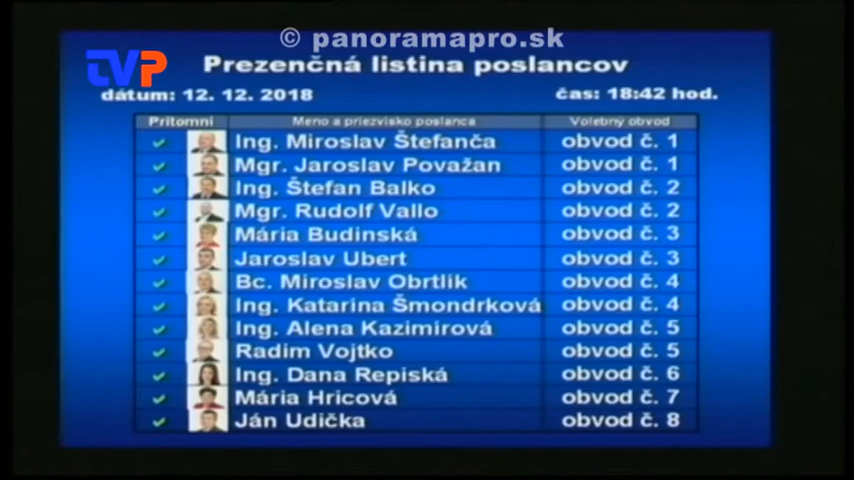 © panoramapro.sk
TVP
Prezenčná listina poslancov
dátum: 12. 12. 2018
čas: 18:42 hod.
Prítomní Meno a priezvisko poslanca Volebný obvod
Ing. Miroslav Štefanča obvod č. 1
Mgr. Jaroslav Považan obvod č. 1
Ing. Štefan Balko obvod č. 2
Mgr. Rudolf Vallo obvod č. 2
Mária Budinská obvod č. 3
Jaroslav Ubert obvod č. 3
Bc. Miroslav Obrtlík obvod č. 4
Ing. Katarína Šmondrková obvod č. 4
Ing. Alena Kazimírová obvod č. 5
Radim Vojtko obvod č. 5
Ing. Dana Repiská obvod č. 6
Mária Hricová obvod č. 7
Ján Udička obvod č. 8